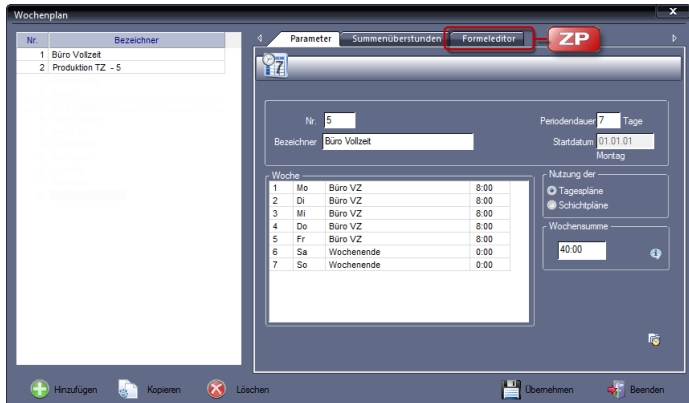 Wochenplan
x
Nr. Bezeichner
1 Büro Vollzeit
2 Produktion TZ - 5
Parameter Summenüberstunden Formeleditor ZP
Nr. 5 Periodendauer 7 Tage
Bezeichner Büro Vollzeit Startdatum 01.01.01
Montag
Woche
1 Mo Büro VZ 8:00
2 Di Büro VZ 8:00
3 Mi Büro VZ 8:00
4 Do Büro VZ 8:00
5 Fr Büro VZ 8:00
6 Sa Wochenende 0:00
7 So Wochenende 0:00
Nutzung der
Tagespläne
Schichtpläne
Wochensumme
40:00
Hinzufügen Kopieren Löschen Übernehmen Beenden